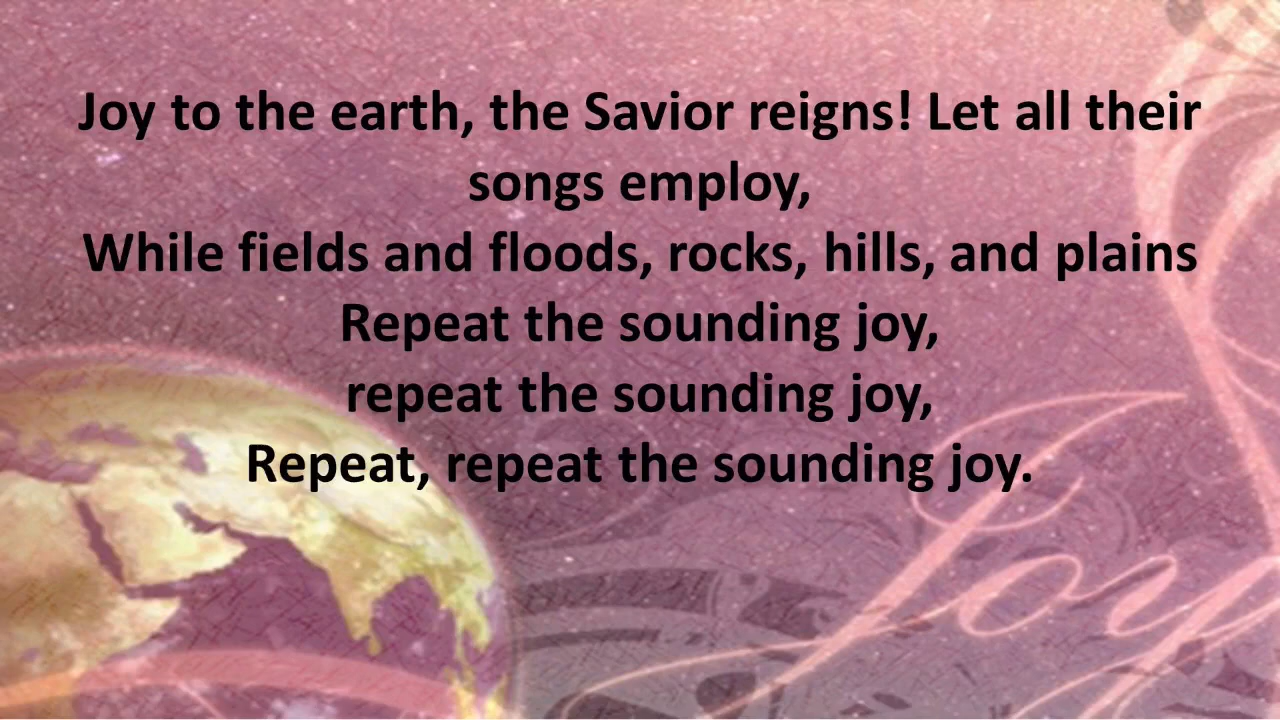 Joy to the earth, the Savior reigns! Let all their
songs employ,
While fields and floods, rocks, hills, and plains
Repeat the sounding joy,
repeat the sounding joy,
Repeat, repeat the sounding joy.
Joy